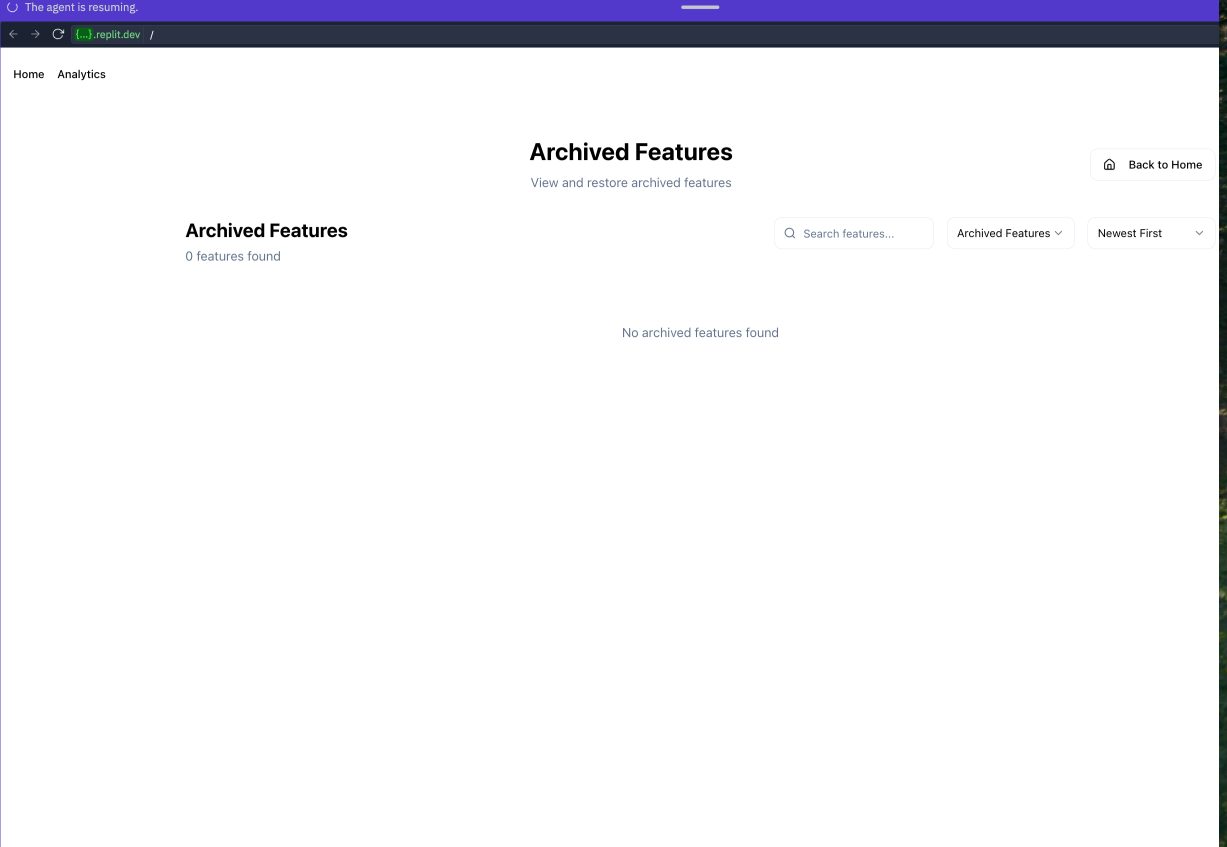 The agent is resuming.
{...}.replit.dev /
Home Analytics
Archived Features
View and restore archived features
Back to Home
Archived Features
0 features found
Search features...
Archived Features
Newest First
No archived features found